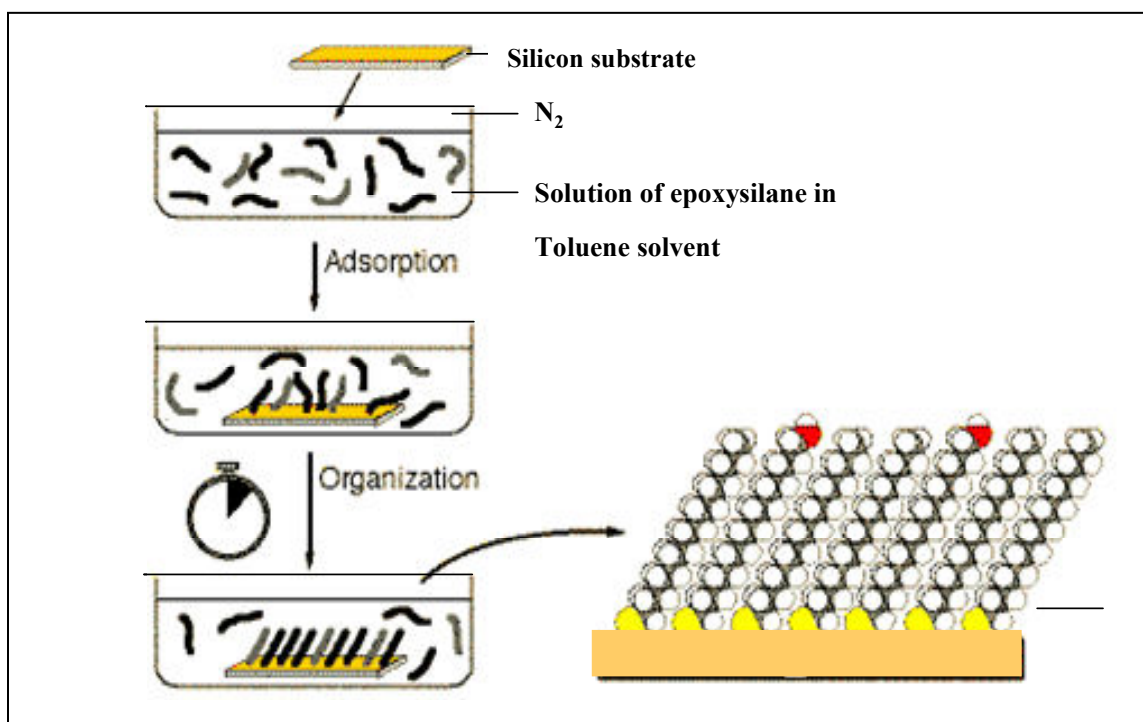 Silicon substrate
N₂
Solution of epoxysilane in
Toluene solvent
Adsorption
Organization